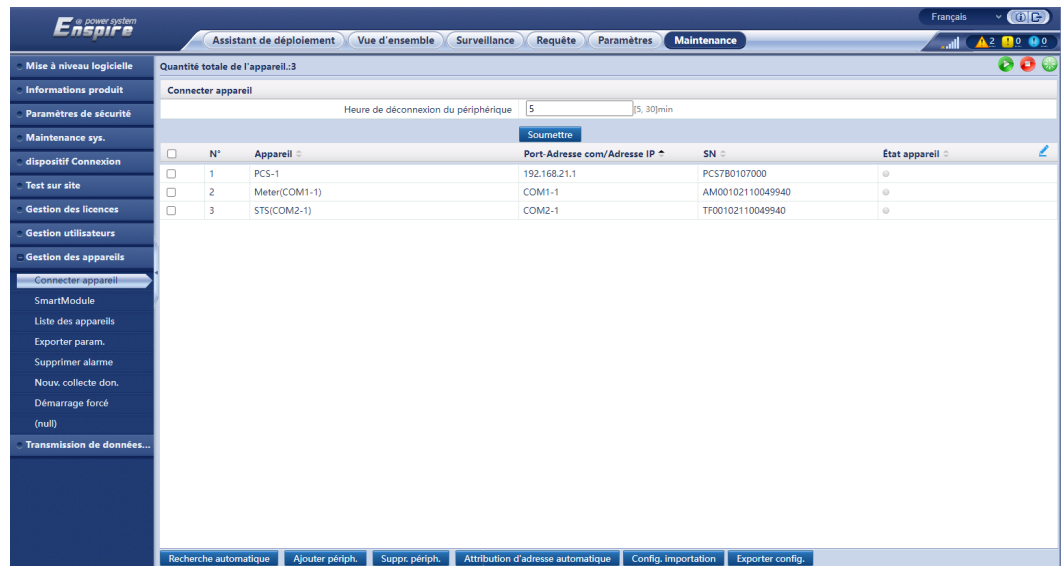 Enspire @ power system
Français
Assistant de déploiement Vue d'ensemble Surveillance Requête Paramètres Maintenance
2 0 0
Mise à niveau logicielle
Informations produit
Paramètres de sécurité
Maintenance sys.
dispositif Connexion
Test sur site
Gestion des licences
Gestion utilisateurs
Gestion des appareils
Connecter appareil
SmartModule
Liste des appareils
Exporter param.
Supprimer alarme
Nouv. collecte don.
Démarrage forcé
(null)
Transmission de données...
Quantité totale de l'appareil.:3
Connecter appareil
Heure de déconnexion du périphérique 5 [5, 30]min
Soumettre
N° Appareil Port-Adresse com/Adresse IP SN État appareil
1 PCS-1 192.168.21.1 PCS7B0107000
2 Meter(COM1-1) COM1-1 AM00102110049940
3 STS(COM2-1) COM2-1 TF00102110049940
Recherche automatique Ajouter périph. Suppr. périph. Attribution d'adresse automatique Config. importation Exporter config.